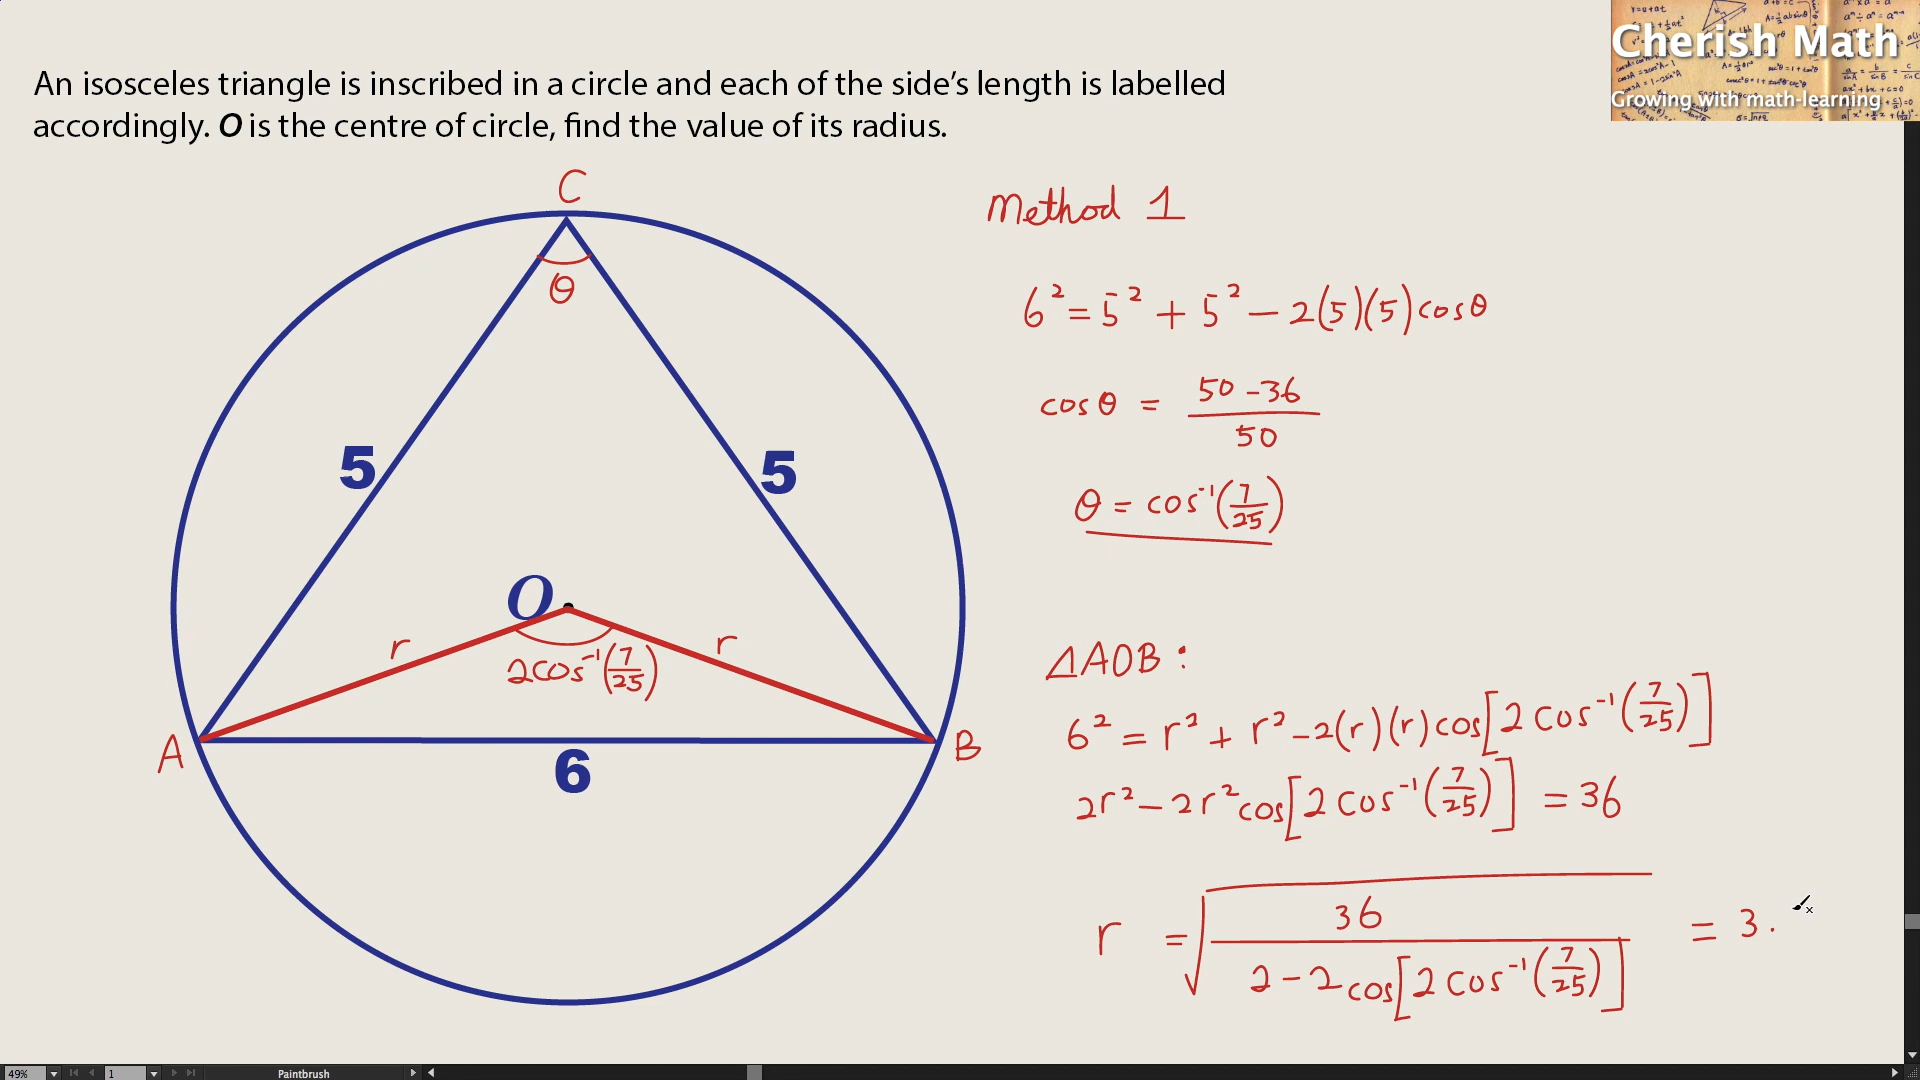 An isosceles triangle is inscribed in a circle and each of the side's length is labelled
accordingly. O is the centre of circle, find the value of its radius.
Cherish Math
Growing with math-learning
C
θ
5
5
O
r
r
2cos⁻¹(7/25)
A
B
6
Method 1
6² = 5² + 5² − 2(5)(5)cosθ
cosθ = (50 − 36)/50
θ = cos⁻¹(7/25)
△AOB:
6² = r² + r² − 2(r)(r)cos[2cos⁻¹(7/25)]
2r² − 2r²cos[2cos⁻¹(7/25)] = 36
r = √(36/(2 − 2cos[2cos⁻¹(7/25)])) = 3.
49%
1
Paintbrush